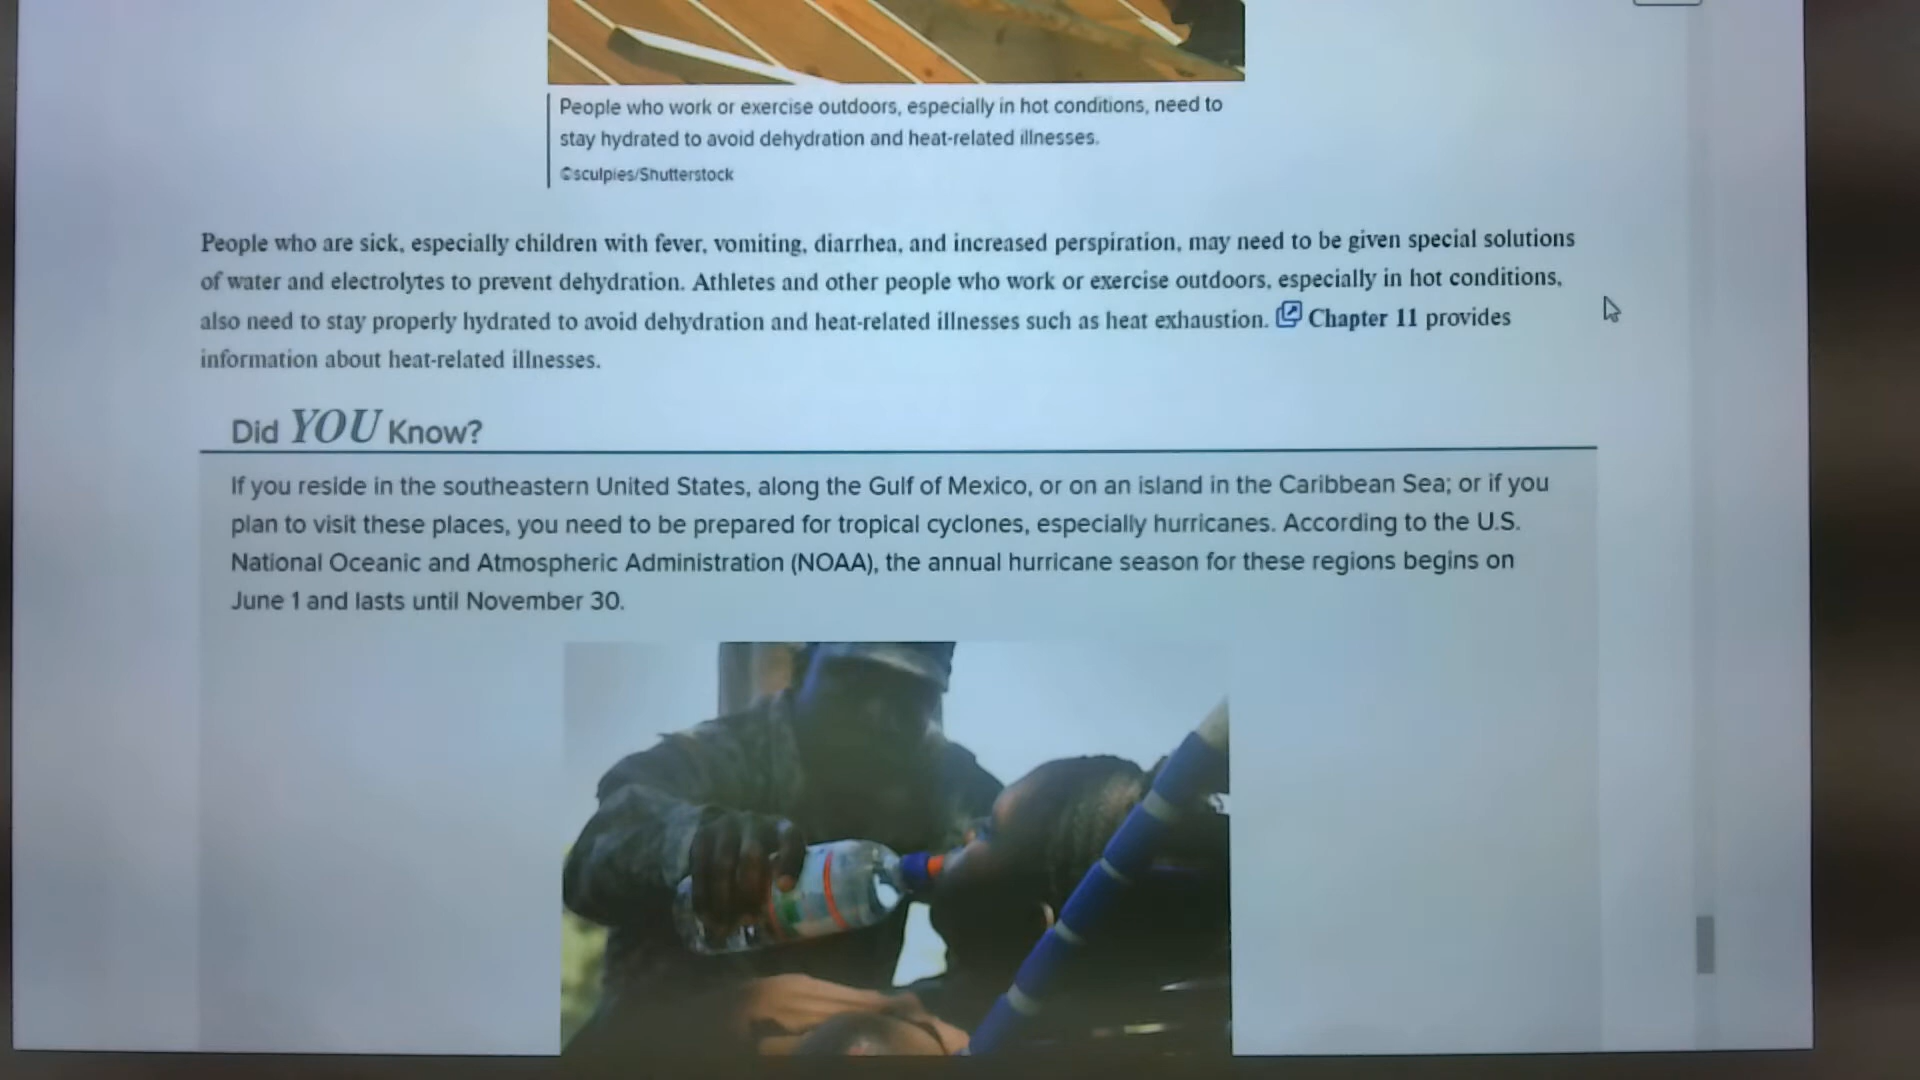 People who work or exercise outdoors, especially in hot conditions, need to
stay hydrated to avoid dehydration and heat-related illnesses.
©sculpies/Shutterstock
People who are sick, especially children with fever, vomiting, diarrhea, and increased perspiration, may need to be given special solutions
of water and electrolytes to prevent dehydration. Athletes and other people who work or exercise outdoors, especially in hot conditions,
also need to stay properly hydrated to avoid dehydration and heat-related illnesses such as heat exhaustion. Chapter 11 provides
information about heat-related illnesses.
Did YOU Know?
If you reside in the southeastern United States, along the Gulf of Mexico, or on an island in the Caribbean Sea; or if you
plan to visit these places, you need to be prepared for tropical cyclones, especially hurricanes. According to the U.S.
National Oceanic and Atmospheric Administration (NOAA), the annual hurricane season for these regions begins on
June 1 and lasts until November 30.